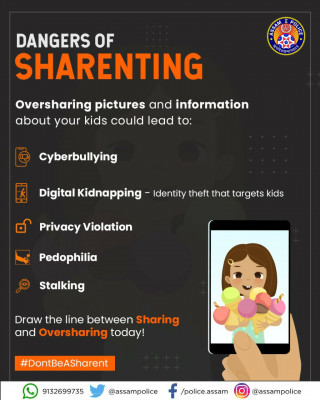 ASSAM POLICE
DANGERS OF
SHARENTING
Oversharing pictures and information
about your kids could lead to:
Cyberbullying
Digital Kidnapping - Identity theft that targets kids
Privacy Violation
Pedophilia
Stalking
Draw the line between Sharing
and Oversharing today!
#DontBeASharent
9132699735 @assampolice /police.assam @assampolice